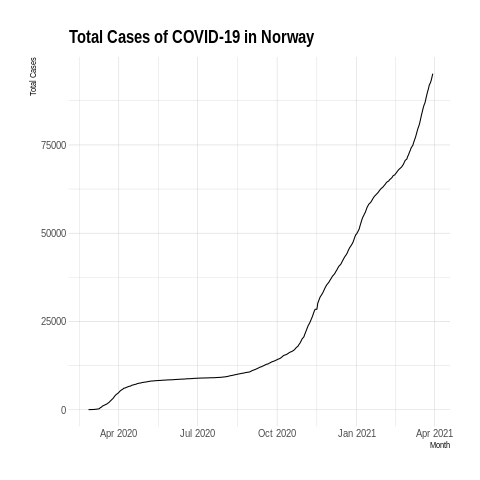 Total Cases of COVID-19 in Norway
Total Cases
75000
50000
25000
0
Apr 2020 Jul 2020 Oct 2020 Jan 2021 Apr 2021
Month